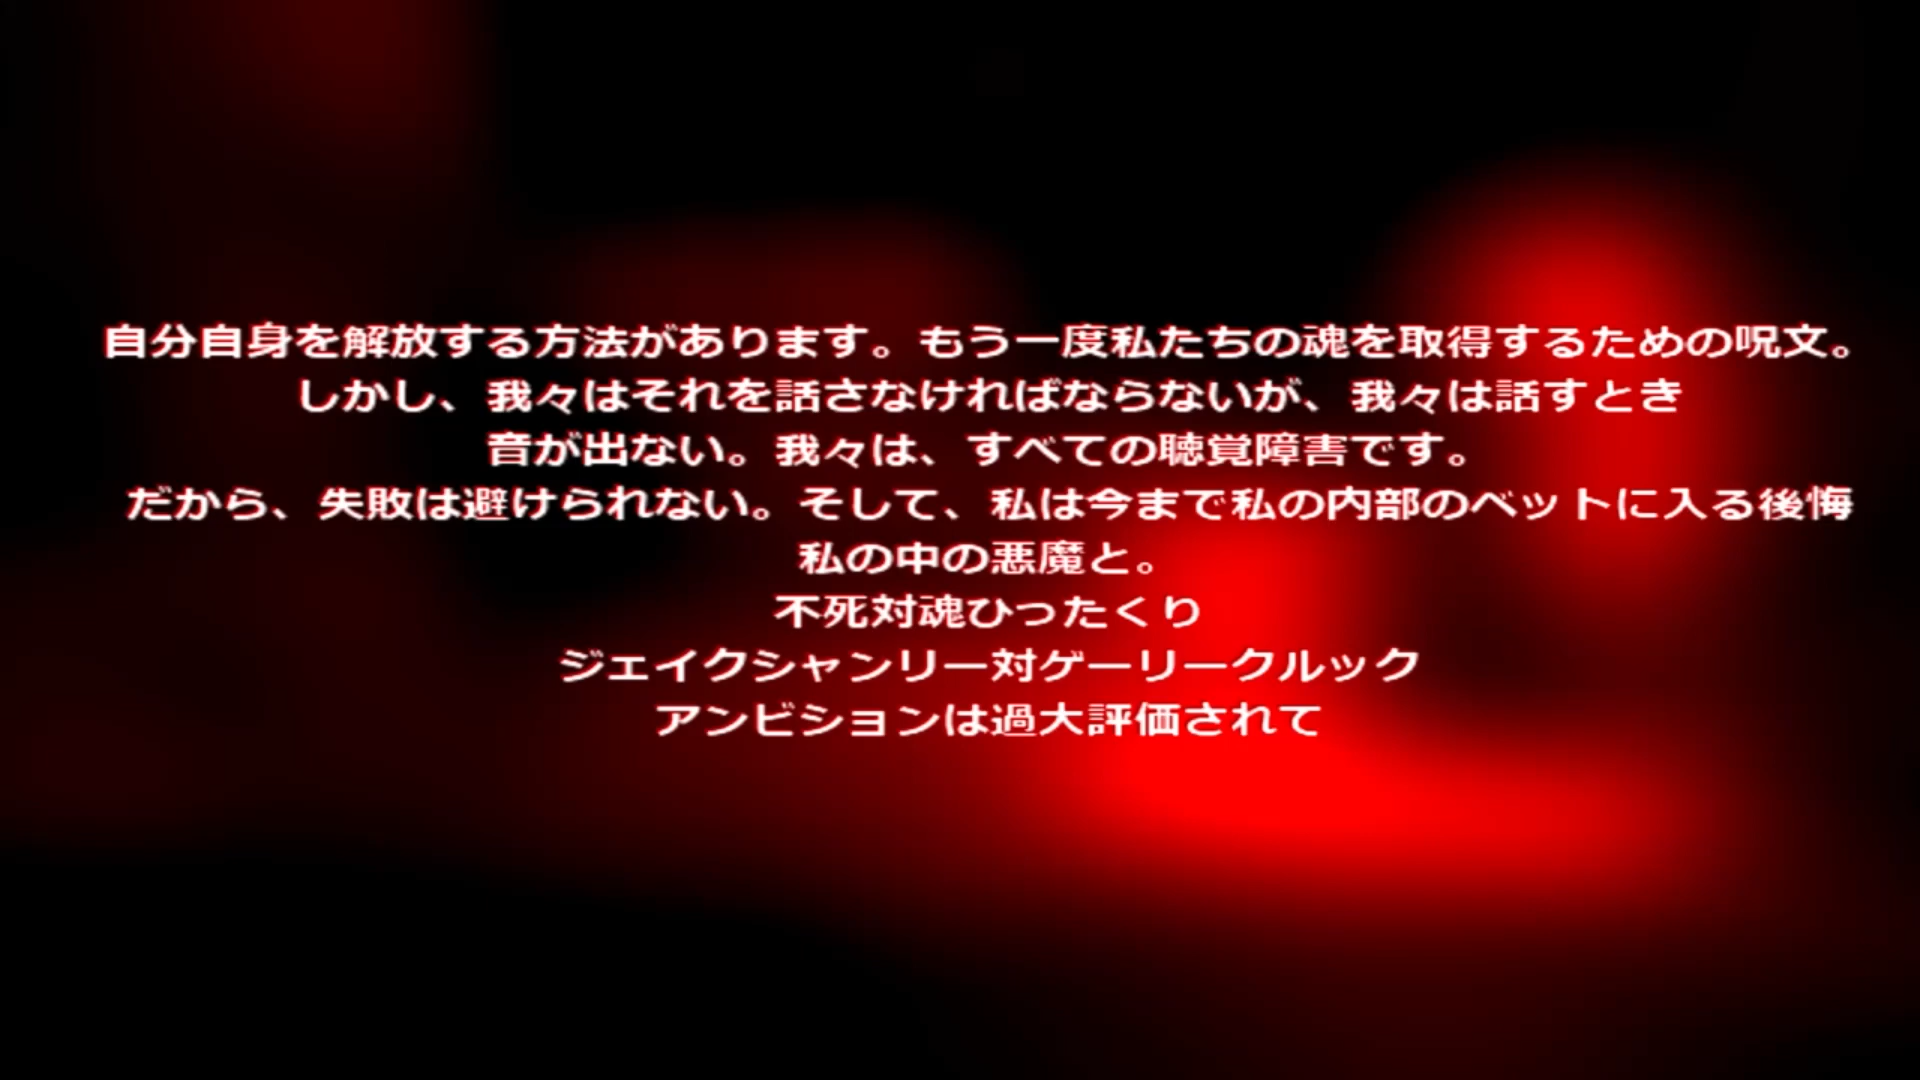 自分自身を解放する方法があります。もう一度私たちの魂を取得するための呪文。
しかし、我々はそれを話さなければならないが、我々は話すとき
音が出ない。我々は、すべての聴覚障害です。
だから、失敗は避けられない。そして、私は今まで私の内部のベットに入る後悔
私の中の悪魔と。
不死対魂ひったくり
ジェイクシャンリー対ゲーリークルック
アンビションは過大評価されて